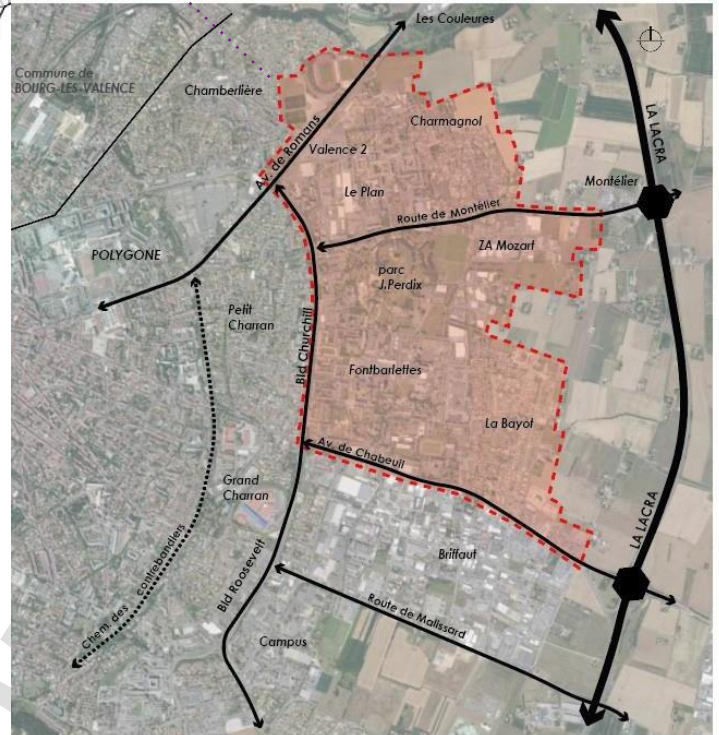 Les Couleures
Commune de
BOURG-LES-VALENCE
Chamberlière
Charmagnol
LA LACRA
Av. de Romans
Valence 2
Le Plan
Montélier
Route de Montélier
POLYGONE
ZA Mozart
parc
J.Perdix
Petit
Charran
Bld Churchill
Fontbarlettes
La Bayot
Av. de Chabeuil
Grand
Charran
LA LACRA
Briffaut
Chem. des contrebandiers
Bld Roosevelt
Route de Malissard
Campus